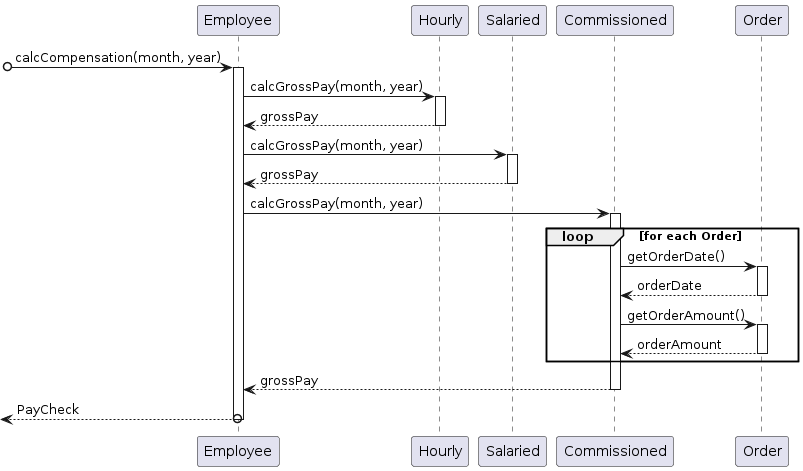 Employee Hourly Salaried Commissioned Order
calcCompensation(month, year)
calcGrossPay(month, year)
grossPay
calcGrossPay(month, year)
grossPay
calcGrossPay(month, year)
loop [for each Order]
getOrderDate()
orderDate
getOrderAmount()
orderAmount
grossPay
PayCheck
Employee Hourly Salaried Commissioned Order